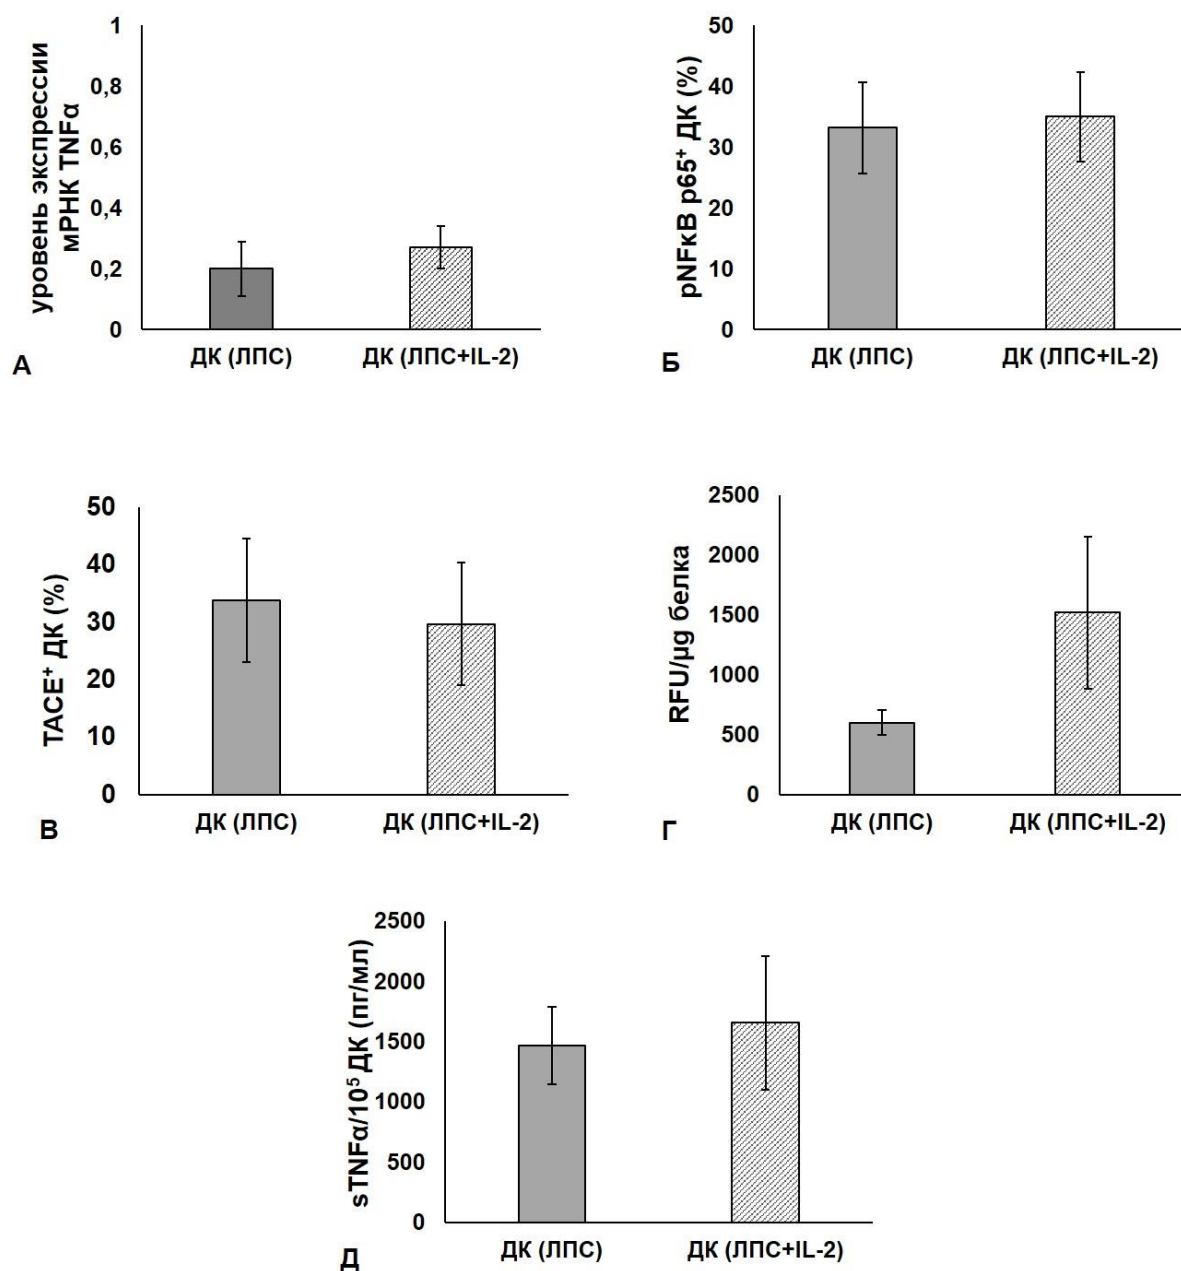 уровень экспрессии
мРНК TNFα
1
0,8
0,6
0,4
0,2
0
ДК (ЛПС)
ДК (ЛПС+IL-2)
А
pNFκB p65⁺ ДК (%)
50
40
30
20
10
0
ДК (ЛПС)
ДК (ЛПС+IL-2)
Б
TACE⁺ ДК (%)
50
40
30
20
10
0
ДК (ЛПС)
ДК (ЛПС+IL-2)
В
RFU/μg белка
2500
2000
1500
1000
500
0
ДК (ЛПС)
ДК (ЛПС+IL-2)
Г
sTNFα/10⁵ ДК (пг/мл)
2500
2000
1500
1000
500
0
ДК (ЛПС)
ДК (ЛПС+IL-2)
Д